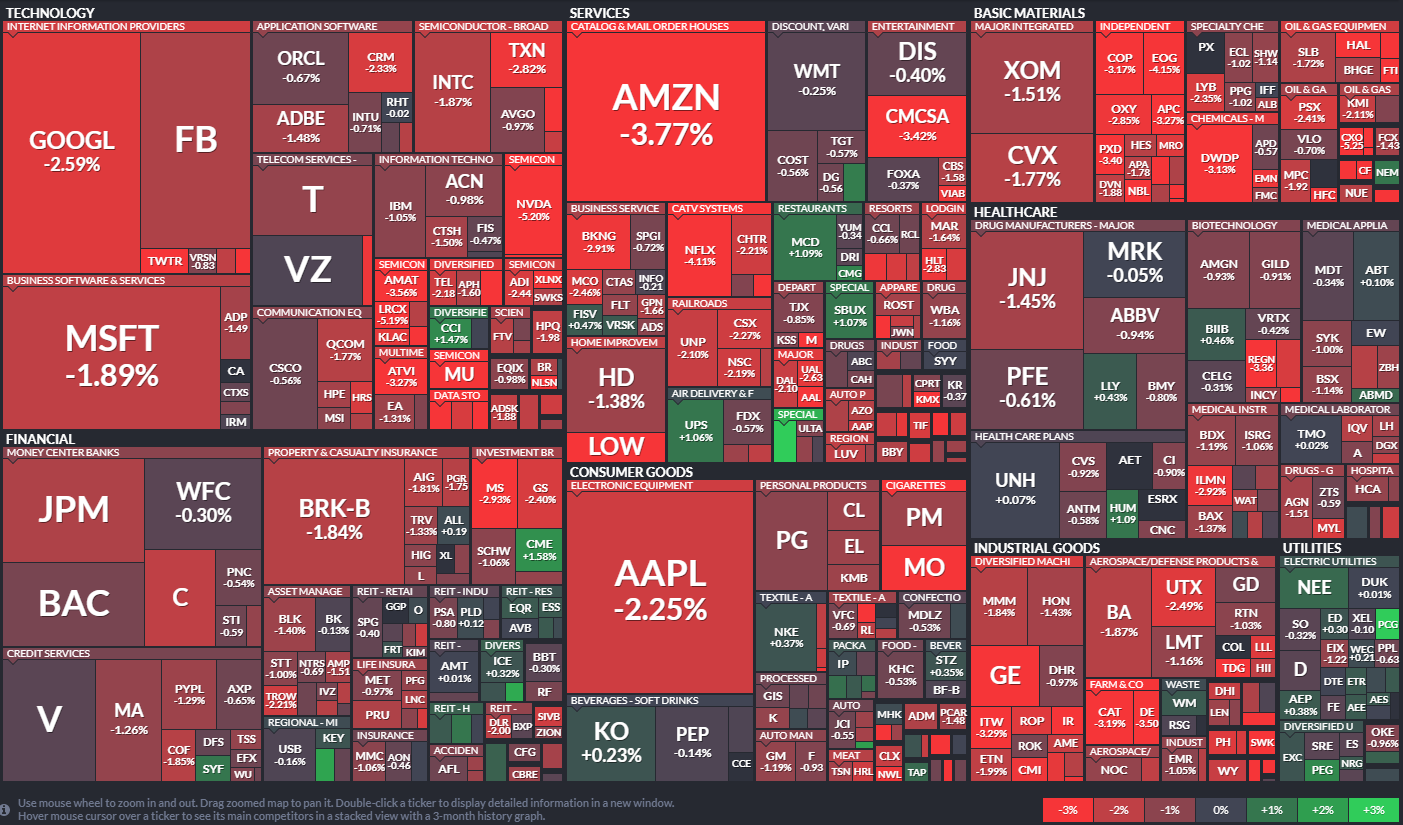 TECHNOLOGY
INTERNET INFORMATION PROVIDERS
GOOGL
-2.59%
FB
TWTR
VRSN
-0.83
BUSINESS SOFTWARE & SERVICES
MSFT
-1.89%
ADP
-1.49
CA
CTXS
IRM
APPLICATION SOFTWARE
ORCL
-0.67%
CRM
-2.33%
ADBE
-1.48%
INTU
-0.71%
RHT
-0.02
SEMICONDUCTOR - BROAD
INTC
-1.87%
TXN
-2.82%
AVGO
-0.97%
TELECOM SERVICES -
T
VZ
INFORMATION TECHNO
IBM
-1.05%
ACN
-0.98%
CTSH
-1.50%
FIS
-0.47%
SEMICON
NVDA
-5.20%
COMMUNICATION EQ
CSCO
-0.56%
QCOM
-1.77%
HPE
HRS
MSI
SEMICON
AMAT
-3.56%
LRCX
-5.19%
KLAC
DIVERSIFIED
TEL
-2.18
APH
-1.60
SEMICON
ADI
-2.44
XLNX
SWKS
DIVERSIFIE
CCI
+1.47%
SCIEN
FTV
HPQ
-1.98
MULTIME
ATVI
-3.27%
EA
-1.31%
SEMICON
MU
DATA STO
EQIX
-0.98%
BR
NLSN
ADSK
-1.88
SERVICES
CATALOG & MAIL ORDER HOUSES
AMZN
-3.77%
DISCOUNT, VARI
WMT
-0.25%
COST
-0.56%
TGT
-0.57%
DG
-0.56
ENTERTAINMENT
DIS
-0.40%
CMCSA
-3.42%
FOXA
-0.37%
CBS
-1.58
VIAB
BUSINESS SERVICE
BKNG
-2.91%
SPGI
-0.72%
MCO
-2.46%
CTAS
INFO
-0.21
FLT
GPN
-1.66
FISV
+0.47%
VRSK
ADS
CATV SYSTEMS
NFLX
-4.11%
CHTR
-2.21%
RESTAURANTS
MCD
+1.09%
YUM
-0.34
DRI
CMG
RESORTS
CCL
-0.66%
RCL
LODGIN
MAR
-1.64%
HLT
-2.83
HOME IMPROVEM
HD
-1.38%
LOW
RAILROADS
UNP
-2.10%
CSX
-2.27%
NSC
-2.19%
DEPART
TJX
-0.85%
KSS
M
SPECIAL
SBUX
+1.07%
APPARE
ROST
JWN
DRUG
WBA
-1.16%
AIR DELIVERY & F
UPS
+1.06%
FDX
-0.57%
MAJOR
DAL
-2.10
UAL
-2.63
AAL
DRUGS
ABC
CAH
INDUST
FOOD
SYY
SPECIAL
ULTA
AUTO P
AZO
AAP
REGION
LUV
CPRT
KMX
KR
-0.37
TIF
BBY
BASIC MATERIALS
MAJOR INTEGRATED
XOM
-1.51%
CVX
-1.77%
INDEPENDENT
COP
-3.17%
EOG
-4.15%
OXY
-2.85%
APC
-3.27%
PXD
-3.40
HES
MRO
APA
-1.78
DVN
-1.88
NBL
SPECIALTY CHE
PX
ECL
-1.02
SHW
-1.14
LYB
-2.35%
PPG
-1.02
IFF
ALB
OIL & GAS EQUIPMEN
SLB
-1.72%
HAL
BHGE
FTI
CHEMICALS - M
DWDP
-3.13%
APD
-0.57
EMN
FMC
OIL & GA
PSX
-2.41%
VLO
-0.70%
MPC
-1.92
HFC
OIL & GAS
KMI
-2.11%
CXO
-5.25
FCX
-1.43
CF
NEM
NUE
HEALTHCARE
DRUG MANUFACTURERS - MAJOR
JNJ
-1.45%
MRK
-0.05%
ABBV
-0.94%
PFE
-0.61%
LLY
+0.43%
BMY
-0.80%
BIOTECHNOLOGY
AMGN
-0.93%
GILD
-0.91%
BIIB
+0.46%
VRTX
-0.42%
CELG
-0.31%
REGN
-3.36
INCY
MEDICAL APPLIA
MDT
-0.34%
ABT
+0.10%
SYK
-1.00%
EW
BSX
-1.14%
ZBH
ABMD
HEALTH CARE PLANS
UNH
+0.07%
CVS
-0.92%
AET
CI
-0.90%
ANTM
-0.58%
HUM
+1.09
ESRX
CNC
MEDICAL INSTR
BDX
-1.19%
ISRG
-1.06%
ILMN
-2.92%
WAT
BAX
-1.37%
MEDICAL LABORATOR
TMO
+0.02%
IQV
LH
A
DGX
DRUGS - G
AGN
-1.51
ZTS
-0.59
MYL
HOSPITA
HCA
FINANCIAL
MONEY CENTER BANKS
JPM
WFC
-0.30%
BAC
C
PNC
-0.54%
STI
-0.59
CREDIT SERVICES
V
MA
-1.26%
PYPL
-1.29%
AXP
-0.65%
COF
-1.85%
DFS
TSS
SYF
EFX
WU
PROPERTY & CASUALTY INSURANCE
BRK-B
-1.84%
AIG
-1.81%
PGR
-1.75
TRV
-1.33%
ALL
+0.19
HIG
XL
L
INVESTMENT BR
MS
-2.93%
GS
-2.40%
SCHW
-1.06%
CME
+1.58%
ASSET MANAGE
BLK
-1.40%
BK
-0.13%
STT
-1.00%
NTRS
-0.69
AMP
-1.51
TROW
-2.21%
IVZ
REIT - RETAI
SPG
-0.40
GGP
O
FRT
KIM
REIT - INDU
PSA
-0.80
PLD
+0.12
REIT - RES
EQR
ESS
AVB
REIT -
AMT
+0.01%
DIVERS
ICE
+0.32%
BBT
-0.30%
RF
LIFE INSURA
MET
-0.97%
PFG
LNC
PRU
REGIONAL - MI
USB
-0.16%
KEY
INSURANCE
MMC
-1.06%
AON
-0.46
REIT - H
REIT -
DLR
-2.00
BXP
SIVB
ZION
ACCIDEN
AFL
CFG
CBRE
CONSUMER GOODS
ELECTRONIC EQUIPMENT
AAPL
-2.25%
PERSONAL PRODUCTS
PG
CL
EL
KMB
CIGARETTES
PM
MO
TEXTILE - A
NKE
+0.37%
TEXTILE - A
VFC
-0.69
RL
CONFECTIO
MDLZ
-0.53%
PACKA
IP
FOOD -
KHC
-0.53%
BEVER
STZ
+0.35%
BF-B
BEVERAGES - SOFT DRINKS
KO
+0.23%
PEP
-0.14%
CCE
PROCESSED
GIS
K
AUTO
JCI
-0.55
MHK
ADM
PCAR
-1.48
AUTO MAN
GM
-1.19%
F
-0.93
MEAT
TSN
HRL
CLX
NWL
TAP
INDUSTRIAL GOODS
DIVERSIFIED MACHI
MMM
-1.84%
HON
-1.43%
GE
DHR
-0.97%
ITW
-3.29%
ROP
IR
ROK
AME
ETN
-1.99%
CMI
AEROSPACE/DEFENSE PRODUCTS &
BA
-1.87%
UTX
-2.49%
GD
RTN
-1.03%
LMT
-1.16%
COL
LLL
TDG
HII
FARM & CO
CAT
-3.19%
DE
-3.50
WASTE
WM
RSG
DHI
LEN
AEROSPACE/
NOC
INDUST
EMR
-1.05%
PH
SWK
WY
UTILITIES
ELECTRIC UTILITIES
NEE
DUK
+0.01%
SO
-0.32%
ED
+0.30
XEL
-0.10
PCG
D
EIX
-1.22
WEC
+0.21
PPL
-0.63
DTE
ETR
AEP
+0.38%
FE
AEE
AES
DIVERSIFIED U
EXC
SRE
ES
OKE
-0.96%
PEG
NRG
Use mouse wheel to zoom in and out. Drag zoomed map to pan it. Double-click a ticker to display detailed information in a new window.
Hover mouse cursor over a ticker to see its main competitors in a stacked view with a 3-month history graph.
-3%
-2%
-1%
0%
+1%
+2%
+3%